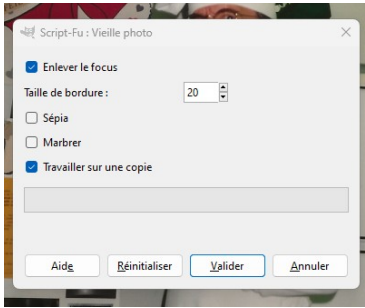 Script-Fu : Vieille photo
Enlever le focus
Taille de bordure : 20
Sépia
Marbrer
Travailler sur une copie
Aide Réinitialiser Valider Annuler